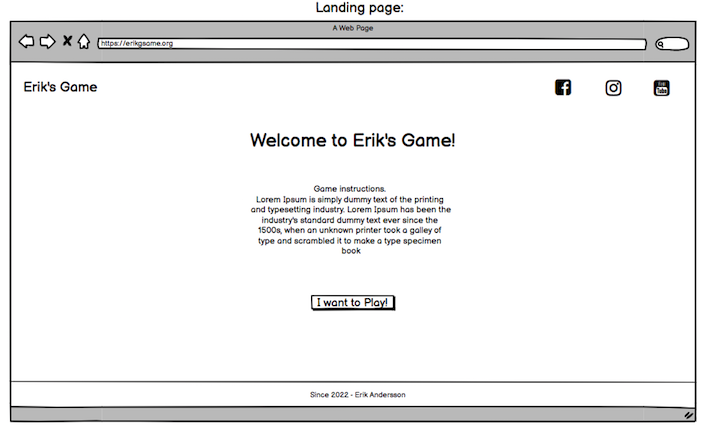 Landing page:
A Web Page
https://erikgsame.org
Erik's Game
You
Tube
Welcome to Erik's Game!
Game instructions.
Lorem Ipsum is simply dummy text of the printing
and typesetting industry. Lorem Ipsum has been the
industry's standard dummy text ever since the
1500s, when an unknown printer took a galley of
type and scrambled it to make a type specimen
book
I want to Play!
Since 2022 - Erik Andersson